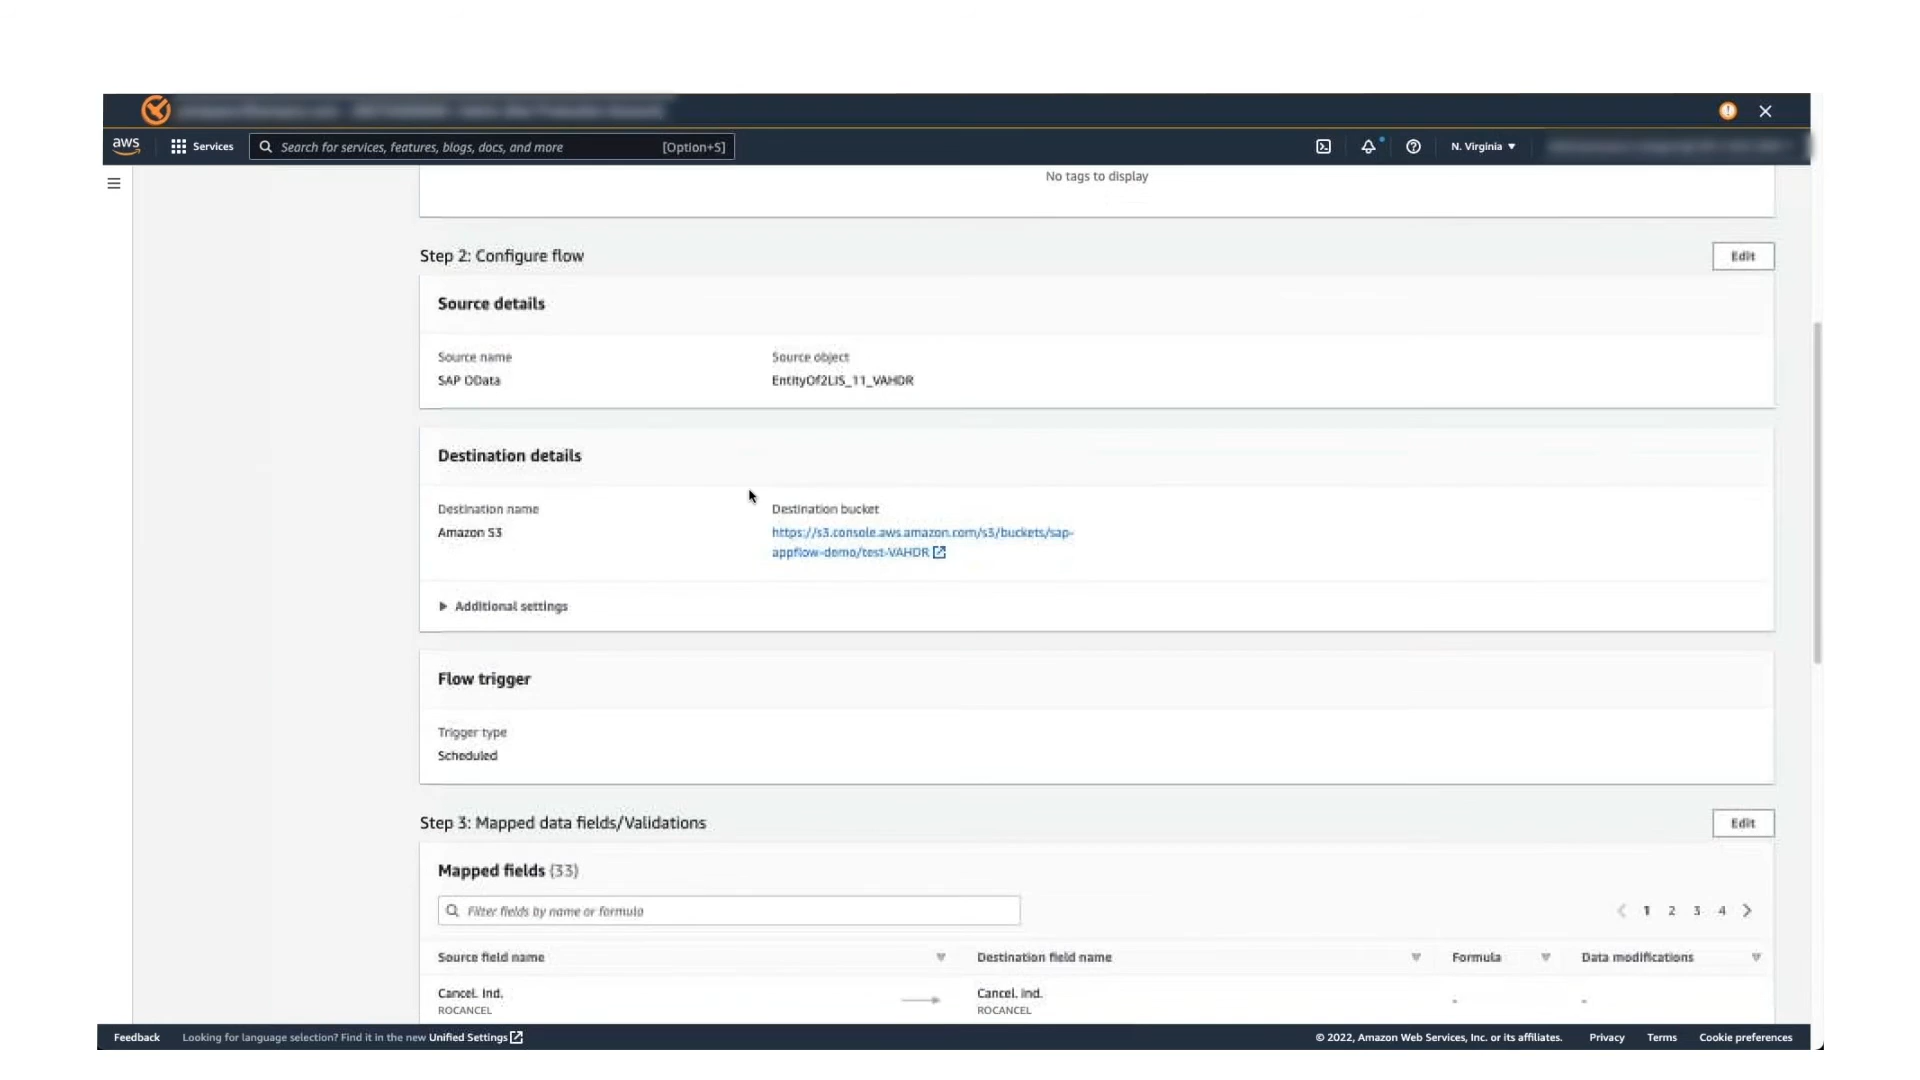 aws
Services
Search for services, features, blogs, docs, and more
[Option+S]
N. Virginia
No tags to display
Step 2: Configure flow
Edit
Source details
Source name
Source object
SAP OData
EntityOf2LIS_11_VAHDR
Destination details
Destination name
Destination bucket
Amazon S3
https://s3.console.aws.amazon.com/s3/buckets/sap-
appflow-demo/test-VAHDR
Additional settings
Flow trigger
Trigger type
Scheduled
Step 3: Mapped data fields/Validations
Edit
Mapped fields (33)
Filter fields by name or formula
1 2 3 4
Source field name
Destination field name
Formula
Data modifications
Cancel. Ind.
Cancel. Ind.
-
-
ROCANCEL
ROCANCEL
Feedback
Looking for language selection? Find it in the new Unified Settings
© 2022, Amazon Web Services, Inc. or its affiliates.
Privacy
Terms
Cookie preferences